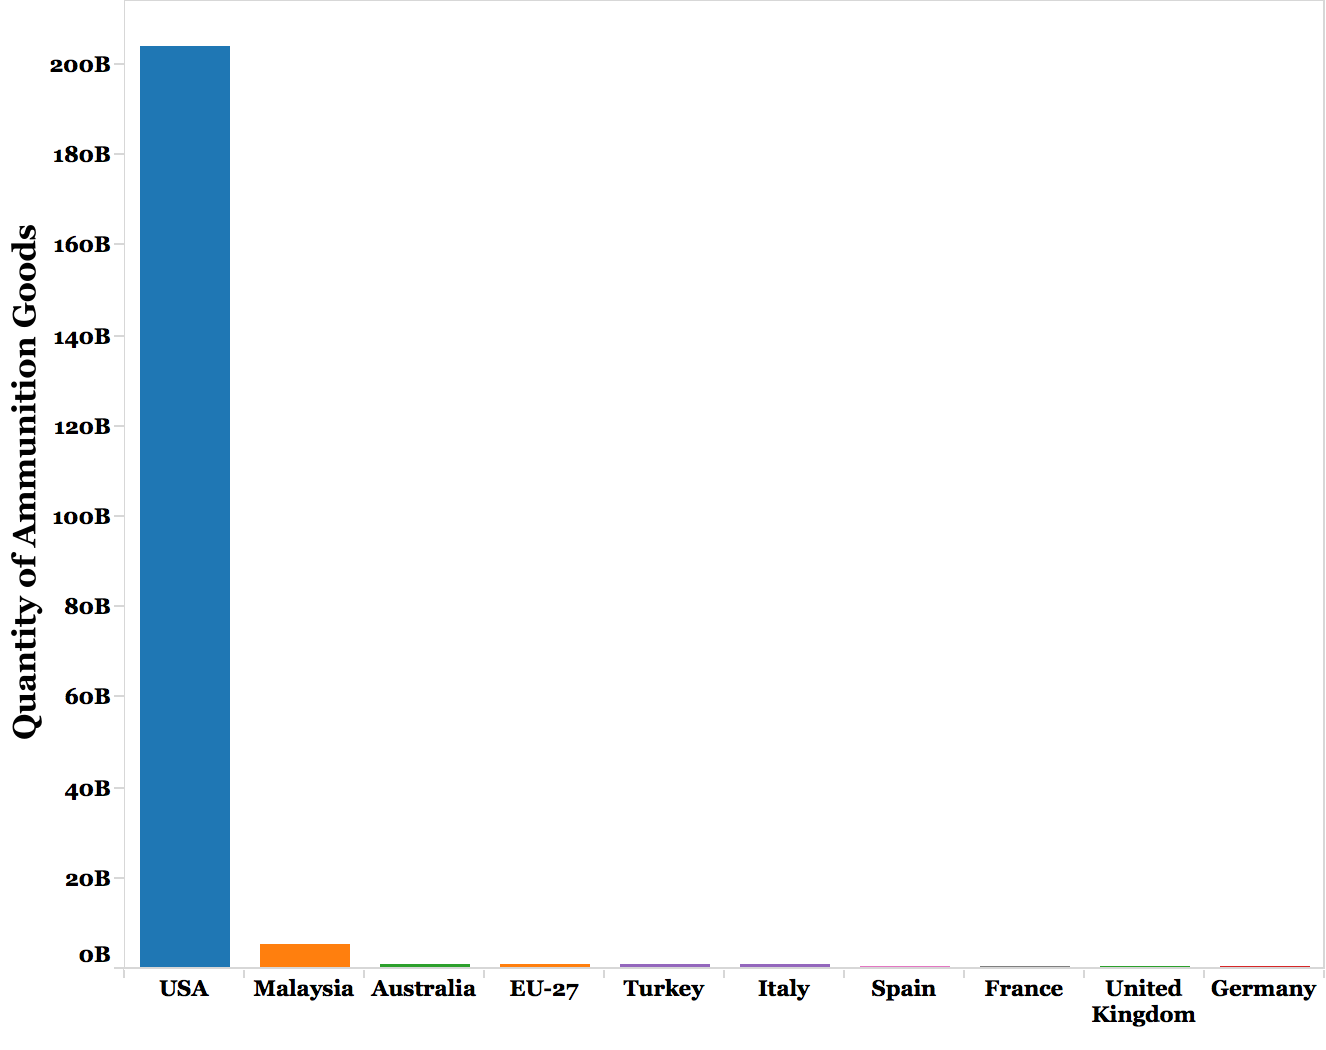 Quantity of Ammunition Goods
200B
180B
160B
140B
120B
100B
80B
60B
40B
20B
0B
USA Malaysia Australia EU-27 Turkey Italy Spain France United Kingdom Germany